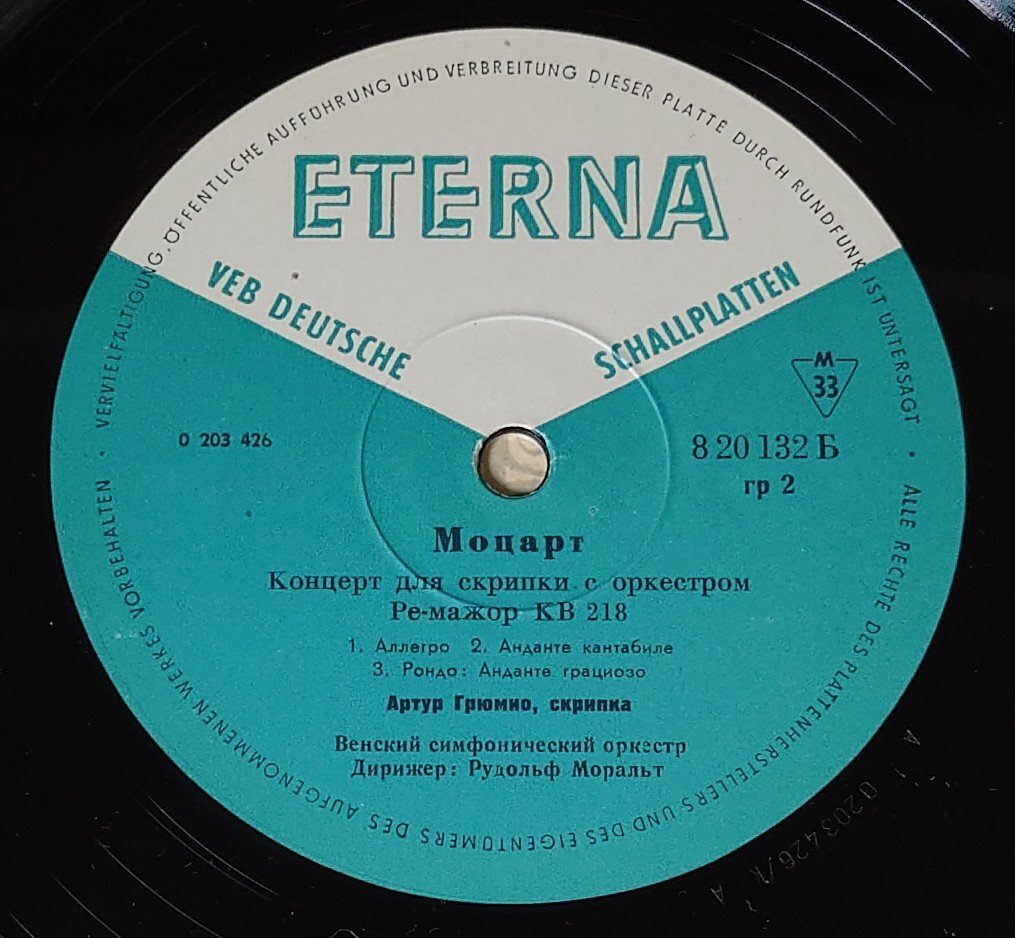 ETERNA
VEB DEUTSCHE SCHALLPLATTEN
M
33
0 203 426
8 20 132 Б
гр 2
Моцарт
Концерт для скрипки с оркестром
Ре-мажор КВ 218
1. Аллегро 2. Анданте кантабиле
3. Рондо: Анданте грациозо
Артур Грюмио, скрипка
Венский симфонический оркестр
Дирижер: Рудольф Моральт
ALLE RECHTE DES PLATTENHERSTELLERS UND DES EIGENTÜMERS DES AUFGENOMMENEN WERKES VORBEHALTEN · VERVIELFÄLTIGUNG, ÖFFENTLICHE AUFFÜHRUNG UND VERBREITUNG DIESER PLATTE DURCH RUNDFUNK IST UNTERSAGT ·
A